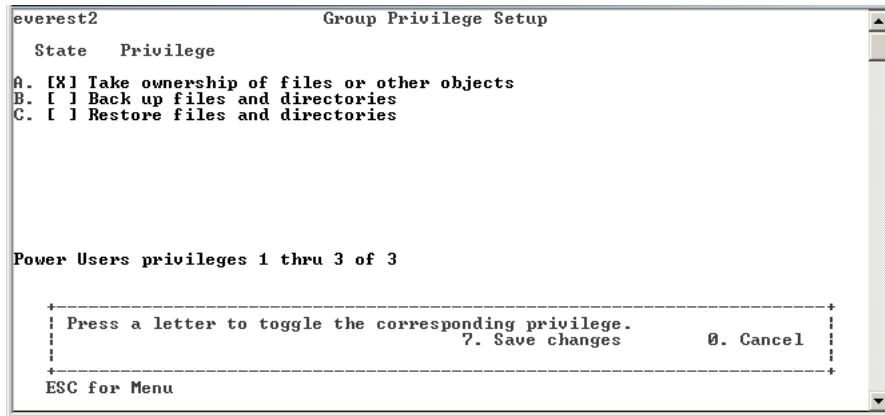 everest2 Group Privilege Setup
State Privilege
A. [X] Take ownership of files or other objects
B. [ ] Back up files and directories
C. [ ] Restore files and directories
Power Users privileges 1 thru 3 of 3
Press a letter to toggle the corresponding privilege.
7. Save changes 0. Cancel
ESC for Menu